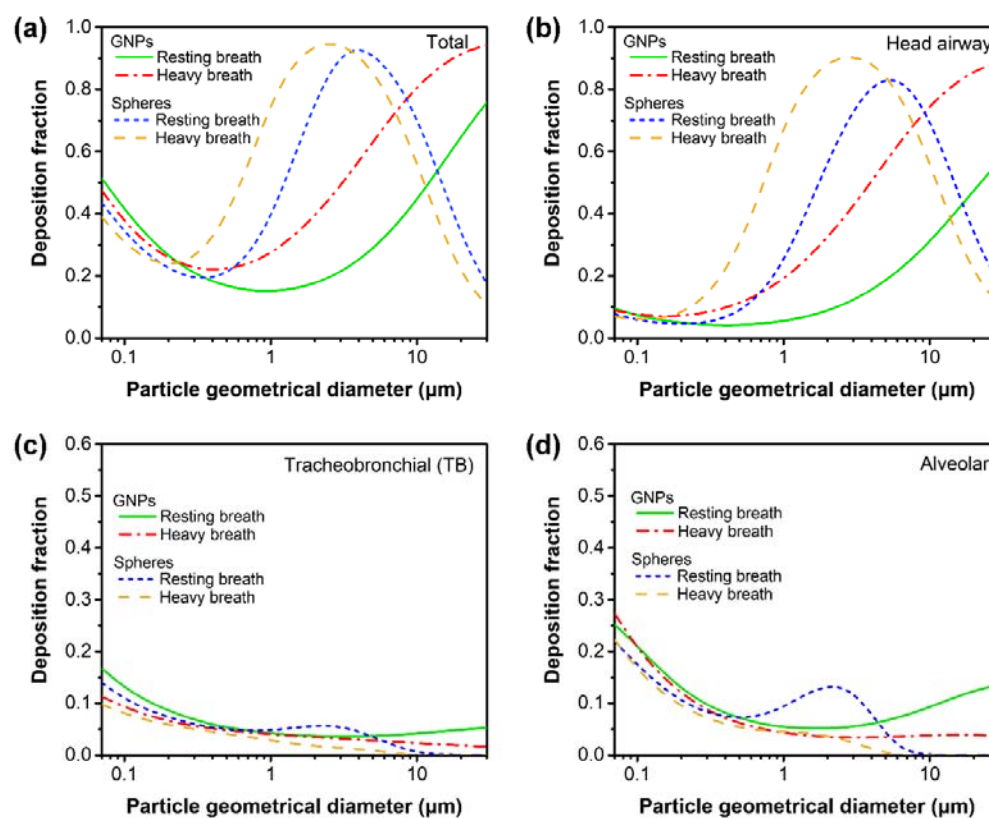 (a)
Total
GNPs
Resting breath
Heavy breath
Spheres
Resting breath
Heavy breath
Deposition fraction
1.0
0.8
0.6
0.4
0.2
0.0
0.1
1
10
Particle geometrical diameter (µm)
(b)
Head airway
GNPs
Resting breath
Heavy breath
Spheres
Resting breath
Heavy breath
Deposition fraction
1.0
0.8
0.6
0.4
0.2
0.0
0.1
1
10
Particle geometrical diameter (µm)
(c)
Tracheobronchial (TB)
GNPs
Resting breath
Heavy breath
Spheres
Resting breath
Heavy breath
Deposition fraction
0.6
0.5
0.4
0.3
0.2
0.1
0.0
0.1
1
10
Particle geometrical diameter (µm)
(d)
Alveolar
GNPs
Resting breath
Heavy breath
Spheres
Resting breath
Heavy breath
Deposition fraction
0.6
0.5
0.4
0.3
0.2
0.1
0.0
0.1
1
10
Particle geometrical diameter (µm)